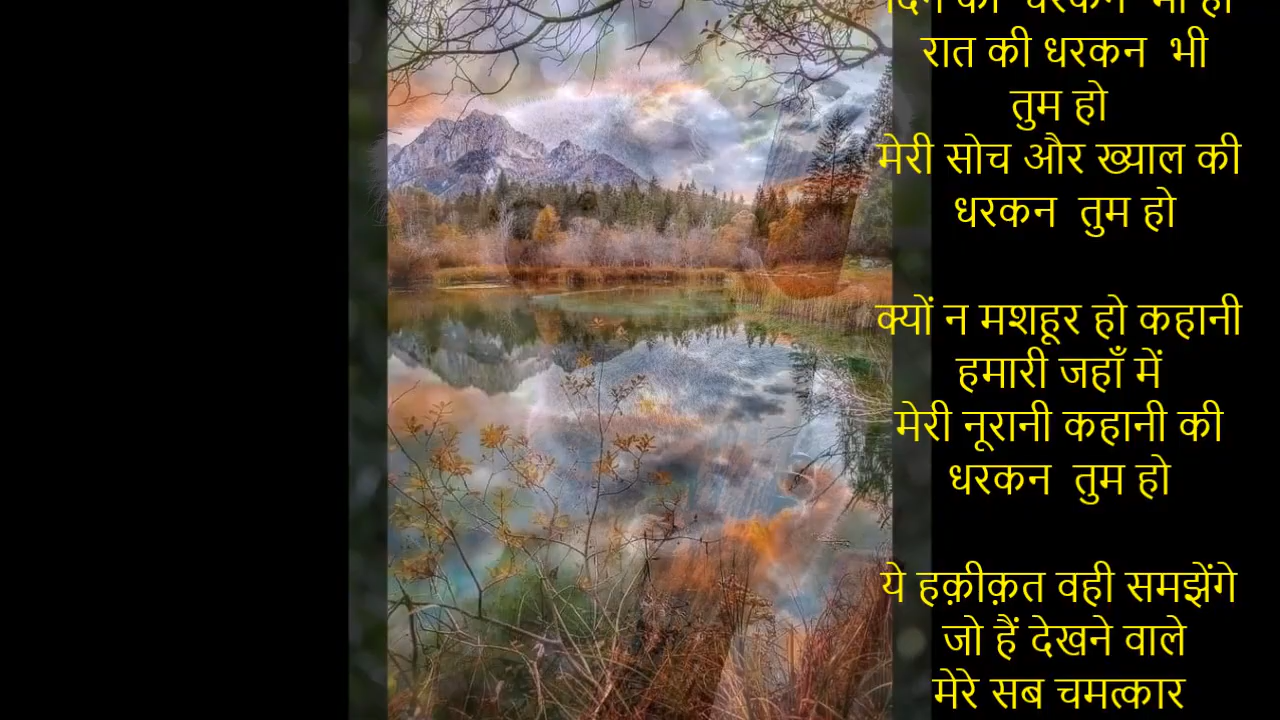 रात की धरकन भी
तुम हो
मेरी सोच और ख्याल की
धरकन तुम हो
क्यों न मशहूर हो कहानी
हमारी जहाँ में
मेरी नूरानी कहानी की
धरकन तुम हो
ये हक़ीक़त वही समझेंगे
जो हैं देखने वाले
मेरे सब चमत्कार